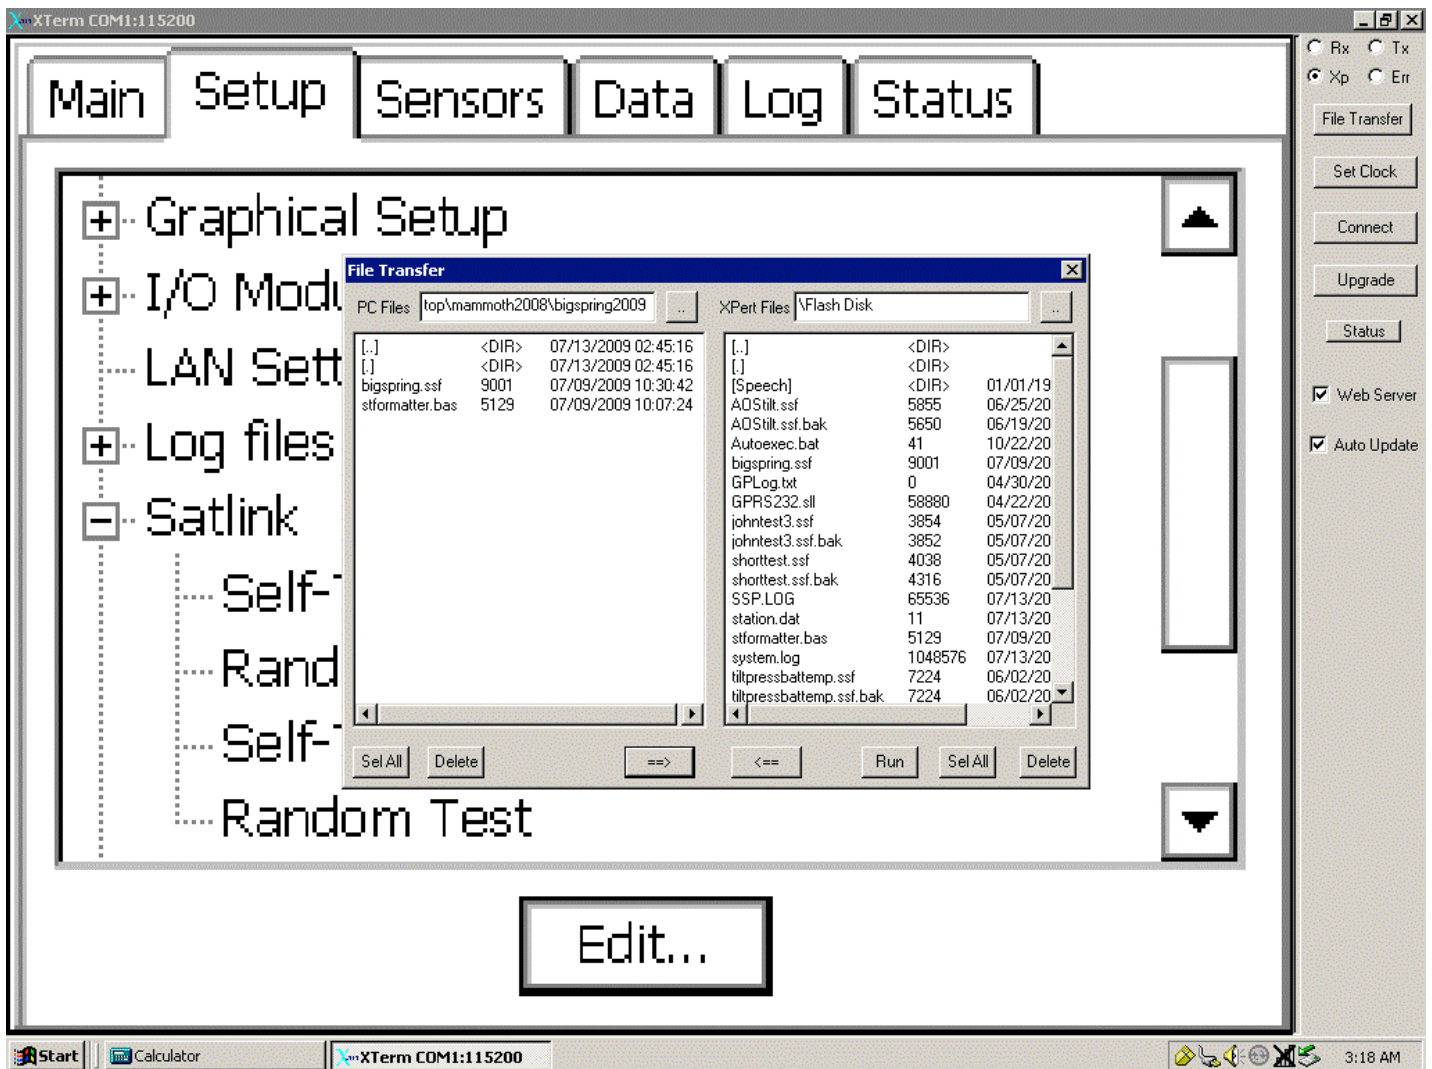 XTerm COM1:115200
Main Setup Sensors Data Log Status
Rx Tx
Xp Err
File Transfer
Set Clock
Connect
Upgrade
Status
Web Server
Auto Update
Graphical Setup
I/O Modu
LAN Sett
Log files
Satlink
Self-T
Rand
Self-T
Random Test
Edit...
File Transfer
PC Files top\mammoth2008\bigspring2009 .. XPert Files \Flash Disk ..
[..] <DIR> 07/13/2009 02:45:16
[.] <DIR> 07/13/2009 02:45:16
bigspring.ssf 9001 07/09/2009 10:30:42
stformatter.bas 5129 07/09/2009 10:07:24
[..] <DIR>
[.] <DIR>
[Speech] <DIR> 01/01/19
AOStilt.ssf 5855 06/25/20
AOStilt.ssf.bak 5650 06/19/20
Autoexec.bat 41 10/22/20
bigspring.ssf 9001 07/09/20
GPLog.txt 0 04/30/20
GPRS232.sll 58880 04/22/20
johntest3.ssf 3854 05/07/20
johntest3.ssf.bak 3852 05/07/20
shorttest.ssf 4038 05/07/20
shorttest.ssf.bak 4316 05/07/20
SSP.LOG 65536 07/13/20
station.dat 11 07/13/20
stformatter.bas 5129 07/09/20
system.log 1048576 07/13/20
tiltpressbattemp.ssf 7224 06/02/20
tiltpressbattemp.ssf.bak 7224 06/02/20
Sel All Delete ==> <== Run Sel All Delete
Start Calculator XTerm COM1:115200 3:18 AM